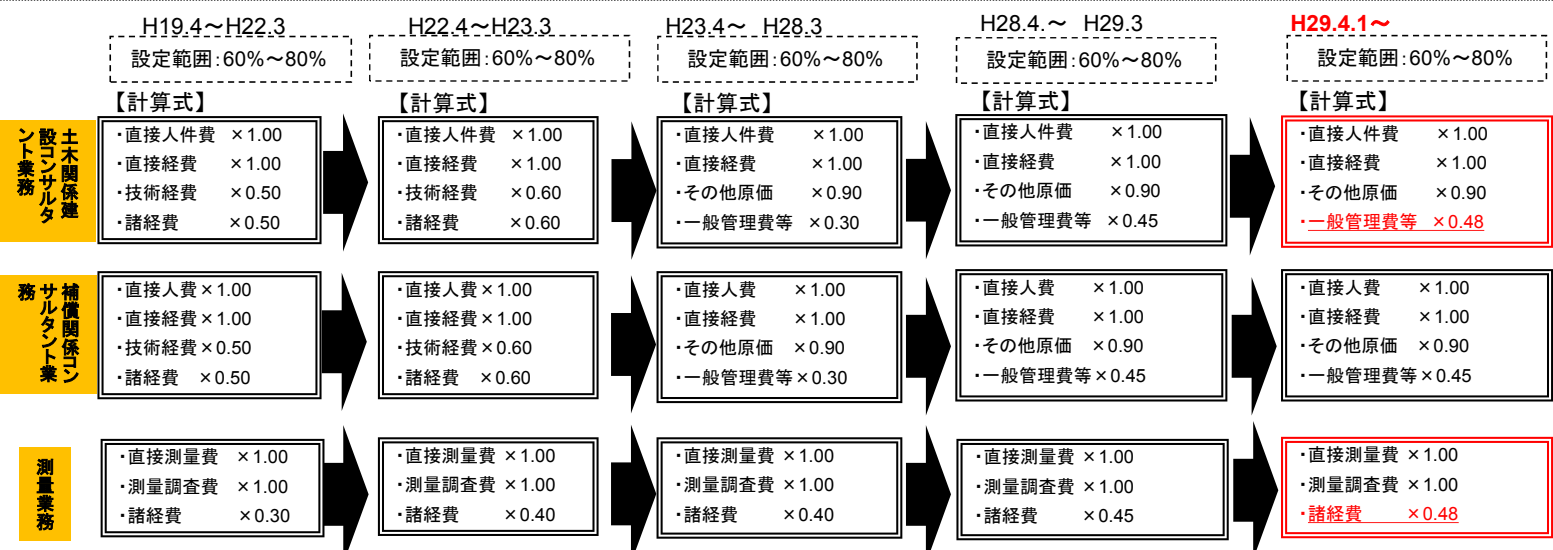 H19.4～H22.3
H22.4～H23.3
H23.4～ H28.3
H28.4.～ H29.3
H29.4.1～
設定範囲:60%～80%
設定範囲:60%～80%
設定範囲:60%～80%
設定範囲:60%～80%
設定範囲:60%～80%
【計算式】
【計算式】
【計算式】
【計算式】
【計算式】
土木関係建
設コンサルタ
ント業務
・直接人件費 ×1.00
・直接経費 ×1.00
・技術経費 ×0.50
・諸経費 ×0.50
・直接人件費 ×1.00
・直接経費 ×1.00
・技術経費 ×0.60
・諸経費 ×0.60
・直接人件費 ×1.00
・直接経費 ×1.00
・その他原価 ×0.90
・一般管理費等 ×0.30
・直接人件費 ×1.00
・直接経費 ×1.00
・その他原価 ×0.90
・一般管理費等 ×0.45
・直接人件費 ×1.00
・直接経費 ×1.00
・その他原価 ×0.90
・一般管理費等 ×0.48
補償関係コン
サルタント業
務
・直接人費×1.00
・直接経費×1.00
・技術経費×0.50
・諸経費 ×0.50
・直接人費×1.00
・直接経費×1.00
・技術経費×0.60
・諸経費 ×0.60
・直接人費 ×1.00
・直接経費 ×1.00
・その他原価 ×0.90
・一般管理費等×0.30
・直接人費 ×1.00
・直接経費 ×1.00
・その他原価 ×0.90
・一般管理費等×0.45
・直接人費 ×1.00
・直接経費 ×1.00
・その他原価 ×0.90
・一般管理費等×0.45
測量業務
・直接測量費 ×1.00
・測量調査費 ×1.00
・諸経費 ×0.30
・直接測量費 ×1.00
・測量調査費 ×1.00
・諸経費 ×0.40
・直接測量費 ×1.00
・測量調査費 ×1.00
・諸経費 ×0.40
・直接測量費 ×1.00
・測量調査費 ×1.00
・諸経費 ×0.45
・直接測量費 ×1.00
・測量調査費 ×1.00
・諸経費 ×0.48